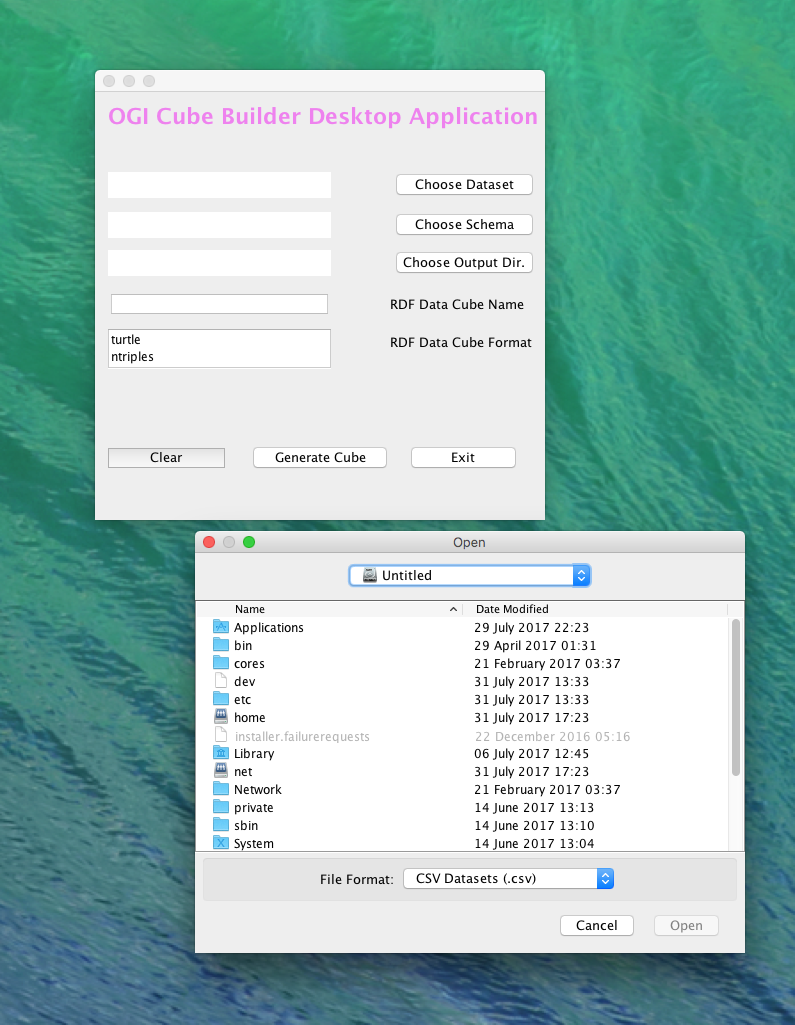 OGI Cube Builder Desktop Application
Choose Dataset
Choose Schema
Choose Output Dir.
RDF Data Cube Name
turtle
ntriples
RDF Data Cube Format
Clear Generate Cube Exit
Open
Untitled
Name Date Modified
Applications 29 July 2017 22:23
bin 29 April 2017 01:31
cores 21 February 2017 03:37
dev 31 July 2017 13:33
etc 31 July 2017 13:33
home 31 July 2017 17:23
installer.failurerequests 22 December 2016 05:16
Library 06 July 2017 12:45
net 31 July 2017 17:23
Network 21 February 2017 03:37
private 14 June 2017 13:13
sbin 14 June 2017 13:10
System 14 June 2017 13:04
File Format: CSV Datasets (.csv)
Cancel Open